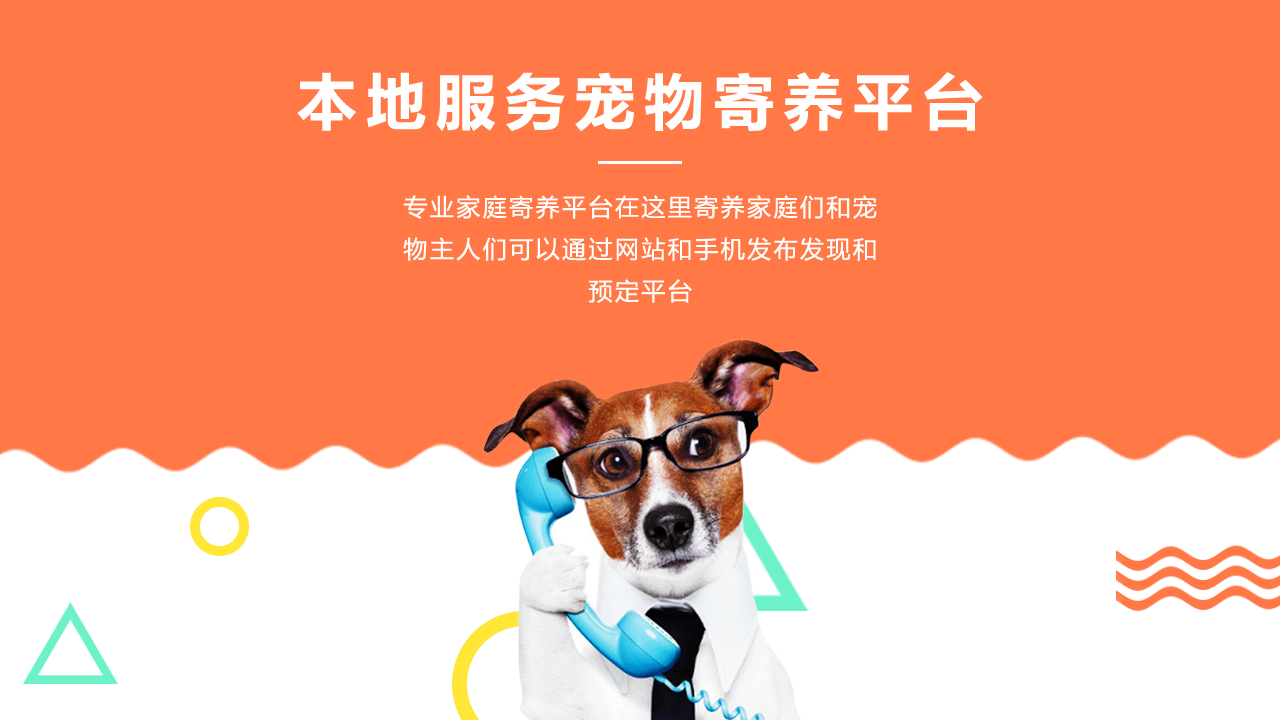 本地服务宠物寄养平台
专业家庭寄养平台在这里寄养家庭们和宠
物主人们可以通过网站和手机发布发现和
预定平台